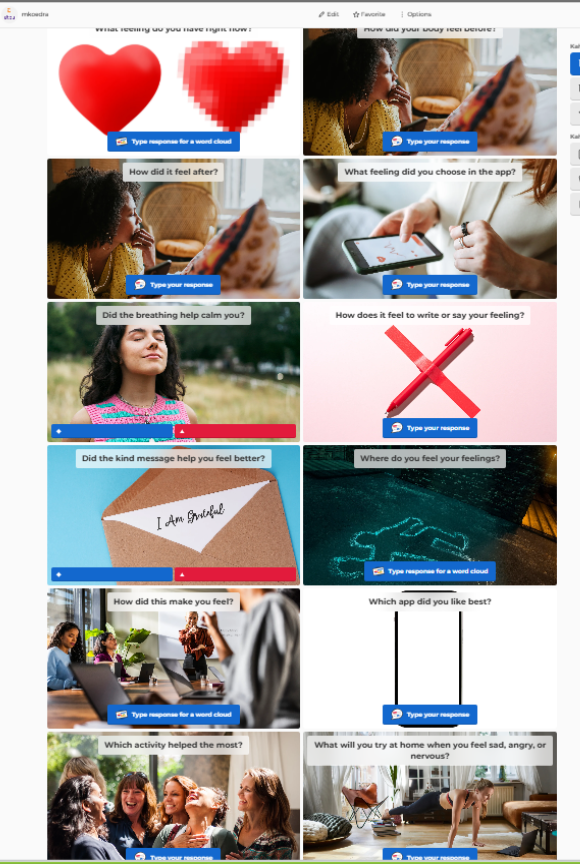 mkoedra
Edit
Favorite
Options
What feeling do you have right now?
Type response for a word cloud
How did your body feel before?
Type your response
How did it feel after?
Type your response
What feeling did you choose in the app?
Type your response
Did the breathing help calm you?
How does it feel to write or say your feeling?
Type your response
Did the kind message help you feel better?
I Am Grateful
Where do you feel your feelings?
Type response for a word cloud
How did this make you feel?
Type response for a word cloud
Which app did you like best?
Type your response
Which activity helped the most?
Type your response
What will you try at home when you feel sad, angry, or
nervous?
Type your response